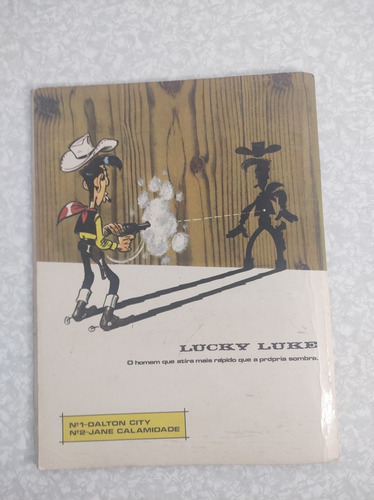 LUCKY LUKE
O homem que atira mais rápido que a própria sombra.
Nº1-DALTON CITY
Nº2-JANE CALAMIDADE